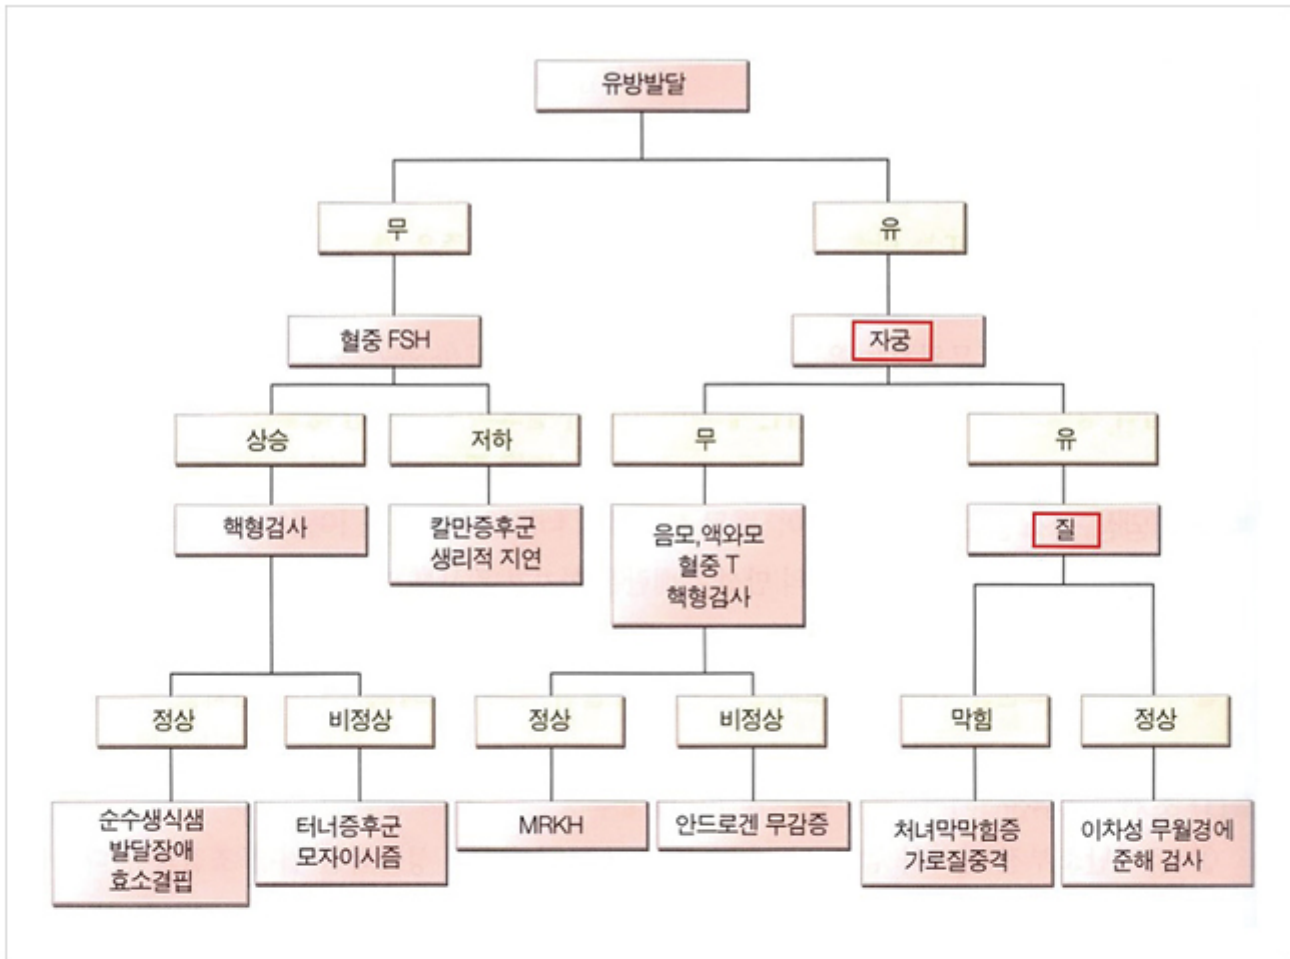 유방발달
무
유
혈중 FSH
자궁
상승
저하
무
유
핵형검사
칼만증후군
생리적 지연
음모,액와모
혈중 T
핵형검사
질
정상
비정상
정상
비정상
막힘
정상
순수생식샘
발달장애
효소결핍
터너증후군
모자이시즘
MRKH
안드로겐 무감증
처녀막막힘증
가로질중격
이차성 무월경에
준해 검사